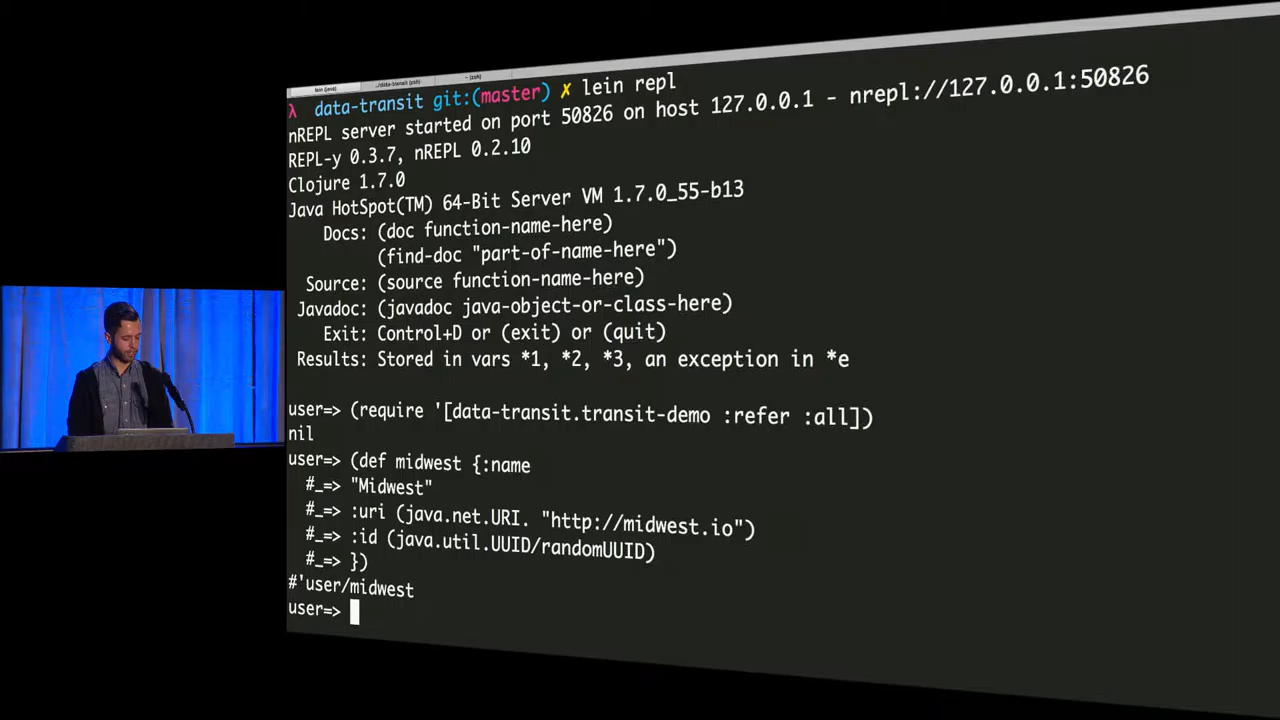 lein (java)
../data-transit (zsh)
~ (zsh)
λ data-transit git:(master) ✗ lein repl
nREPL server started on port 50826 on host 127.0.0.1 - nrepl://127.0.0.1:50826
REPL-y 0.3.7, nREPL 0.2.10
Clojure 1.7.0
Java HotSpot(TM) 64-Bit Server VM 1.7.0_55-b13
Docs: (doc function-name-here)
(find-doc "part-of-name-here")
Source: (source function-name-here)
Javadoc: (javadoc java-object-or-class-here)
Exit: Control+D or (exit) or (quit)
Results: Stored in vars *1, *2, *3, an exception in *e
user=> (require '[data-transit.transit-demo :refer :all])
nil
user=> (def midwest {:name
#_=> "Midwest"
#_=> :uri (java.net.URI. "http://midwest.io")
#_=> :id (java.util.UUID/randomUUID)
#_=> })
#'user/midwest
user=>